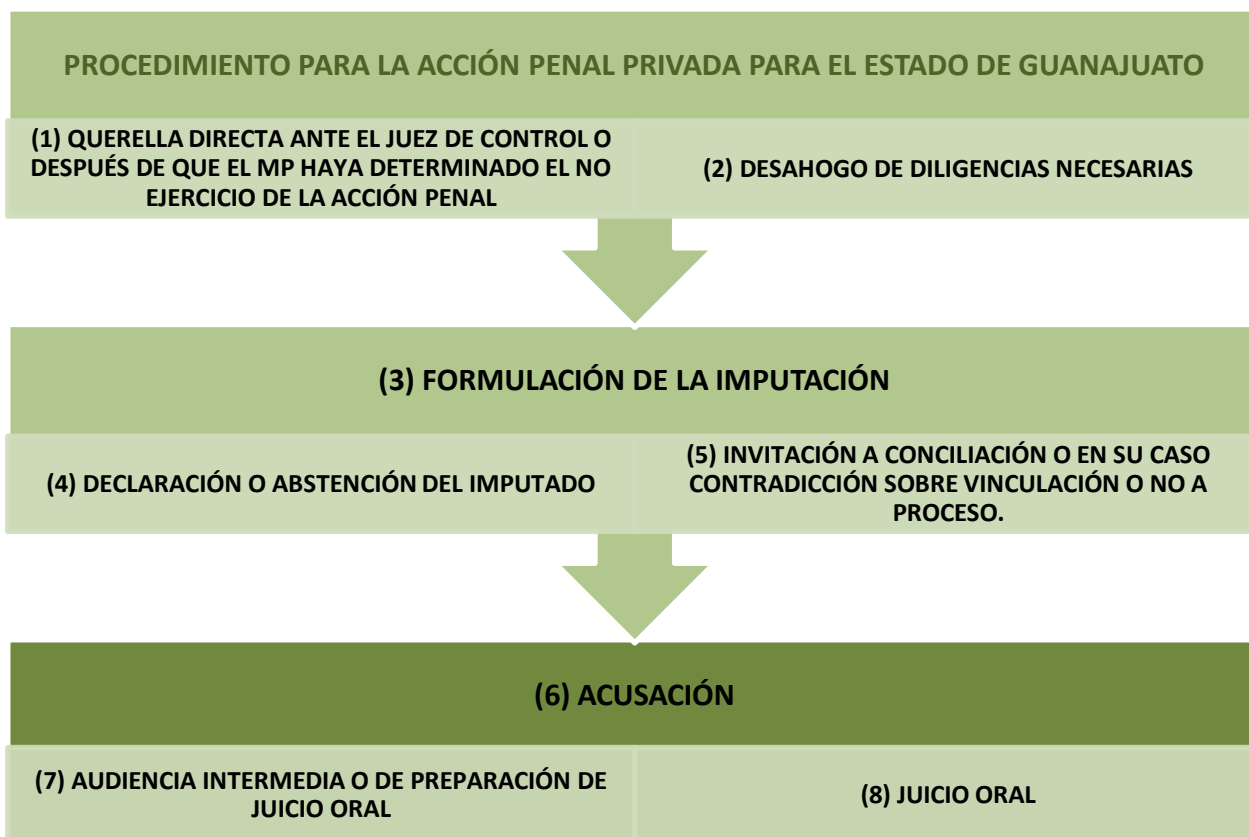 PROCEDIMIENTO PARA LA ACCIÓN PENAL PRIVADA PARA EL ESTADO DE GUANAJUATO
(1) QUERELLA DIRECTA ANTE EL JUEZ DE CONTROL O
DESPUÉS DE QUE EL MP HAYA DETERMINADO EL NO
EJERCICIO DE LA ACCIÓN PENAL
(2) DESAHOGO DE DILIGENCIAS NECESARIAS
(3) FORMULACIÓN DE LA IMPUTACIÓN
(4) DECLARACIÓN O ABSTENCIÓN DEL IMPUTADO
(5) INVITACIÓN A CONCILIACIÓN O EN SU CASO
CONTRADICCIÓN SOBRE VINCULACIÓN O NO A
PROCESO.
(6) ACUSACIÓN
(7) AUDIENCIA INTERMEDIA O DE PREPARACIÓN DE
JUICIO ORAL
(8) JUICIO ORAL